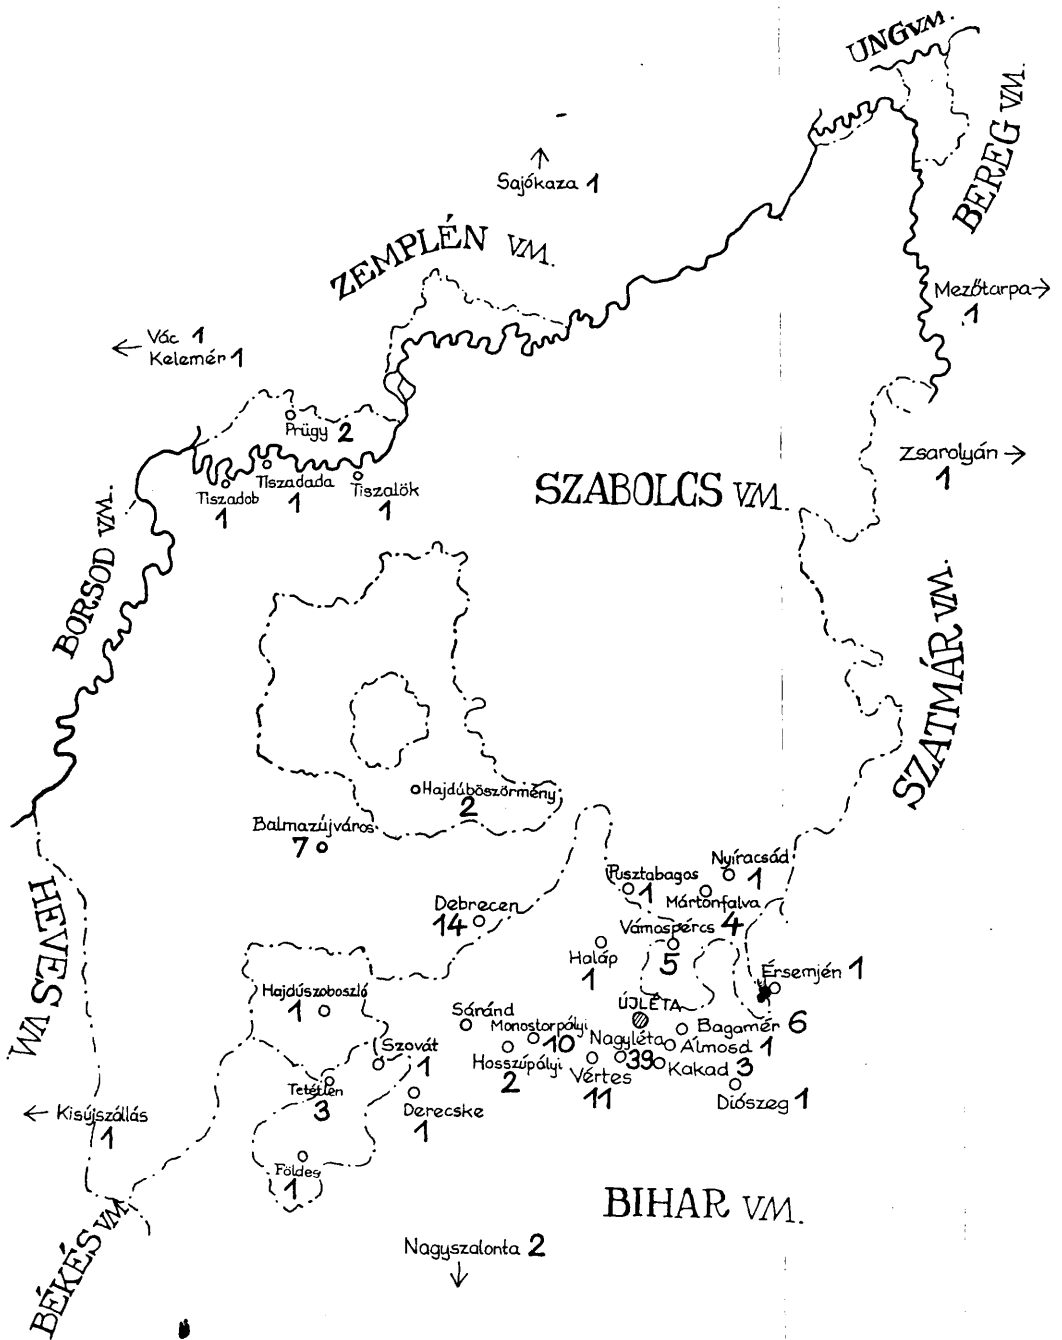 UNG VM.
BEREG VM.
Sajókaza 1
ZEMPLÉN VM.
Mezőtarpa
1
Vác 1
Kelemér 1
Prügy 2
Zsarolyán
1
Tiszadob
1
Tiszadada
1
Tiszalök
1
SZABOLCS VM.
BORSOD VM.
SZATMÁR VM.
Hajdúböszörmény
2
Balmazújváros
7
Nyíracsád
1
Pusztabagos
1
Mártonfalva
4
Debrecen
14
Vámospércs
5
HEVES VM
Haláp
1
Érsemjén 1
Hajdúszoboszló
1
ÚJLÉTA
Sáránd
Monostorpályi
10
Bagamér 6
Nagyléta
39
Álmosd 1
Szovát
1
Hosszúpályi
2
Vértes
11
Kakad 3
Tetétlen
3
Derecske
1
Diószeg 1
Kisújszállás
1
Földes
1
BIHAR VM.
BÉKÉS VM
Nagyszalonta 2